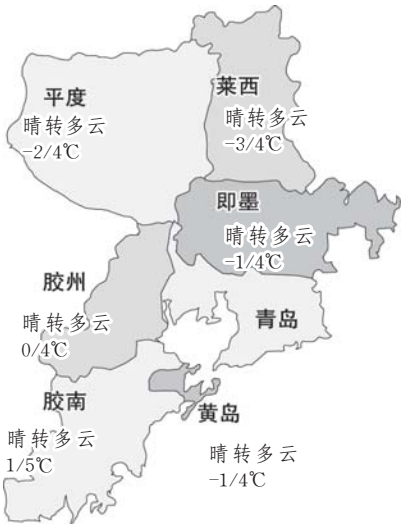 平度
晴转多云
-2/4℃
莱西
晴转多云
-3/4℃
即墨
晴转多云
-1/4℃
胶州
晴转多云
0/4℃
青岛
胶南
晴转多云
1/5℃
黄岛
晴转多云
-1/4℃